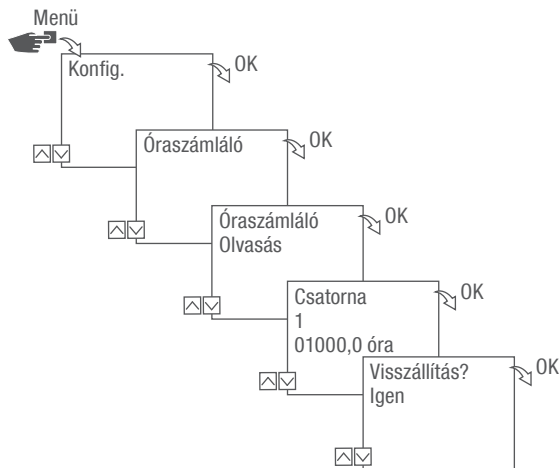 Menü
Konfig.
OK
Óraszámláló
OK
Óraszámláló
Olvasás
OK
Csatorna
1
01000,0 óra
OK
Visszállítás?
Igen
OK